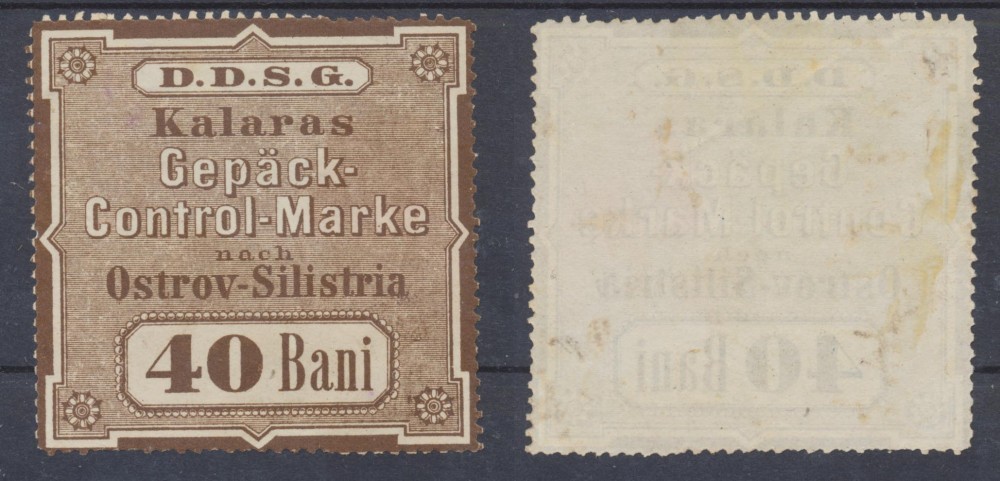 D.D.S.G.
Kalaras
Gepäck-
Control-Marke
nach
Ostrov-Silistria
40 Bani